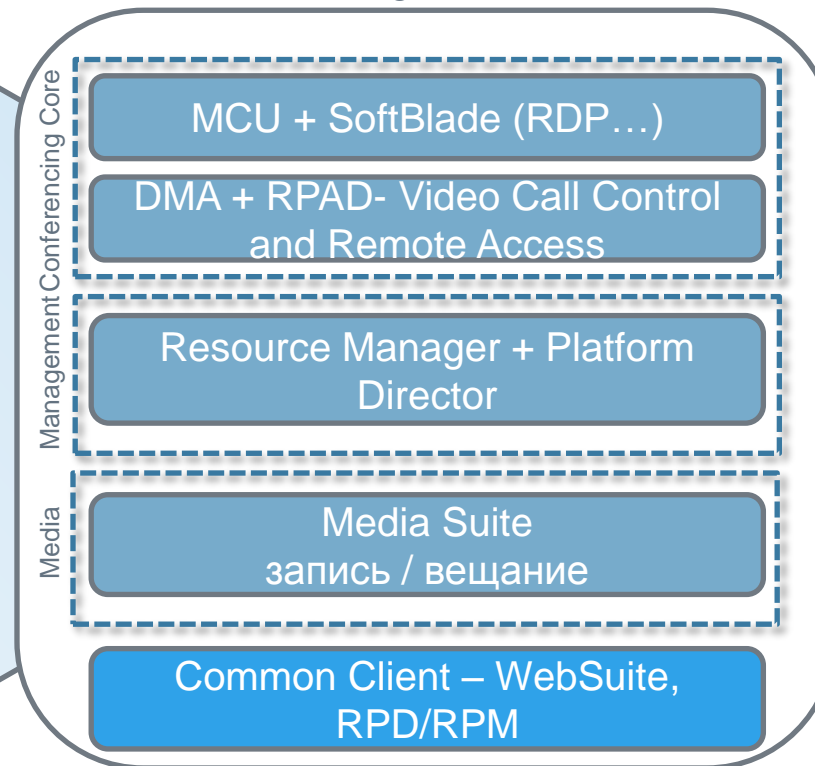 Conferencing Core
MCU + SoftBlade (RDP…)
DMA + RPAD- Video Call Control
and Remote Access
Management
Resource Manager + Platform
Director
Media
Media Suite
запись / вещание
Common Client – WebSuite,
RPD/RPM